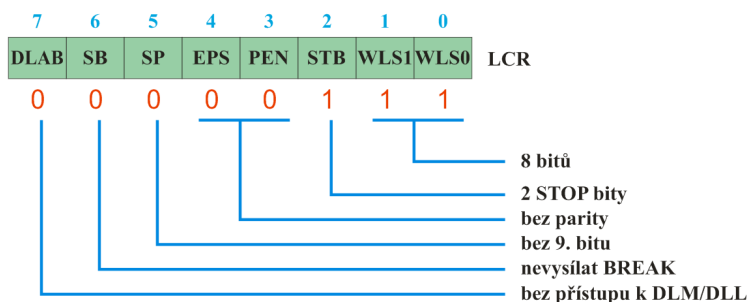 7 6 5 4 3 2 1 0
DLAB SB SP EPS PEN STB WLS1 WLS0 LCR
0 0 0 0 0 1 1 1
8 bitů
2 STOP bity
bez parity
bez 9. bitu
nevysílat BREAK
bez přístupu k DLM/DLL